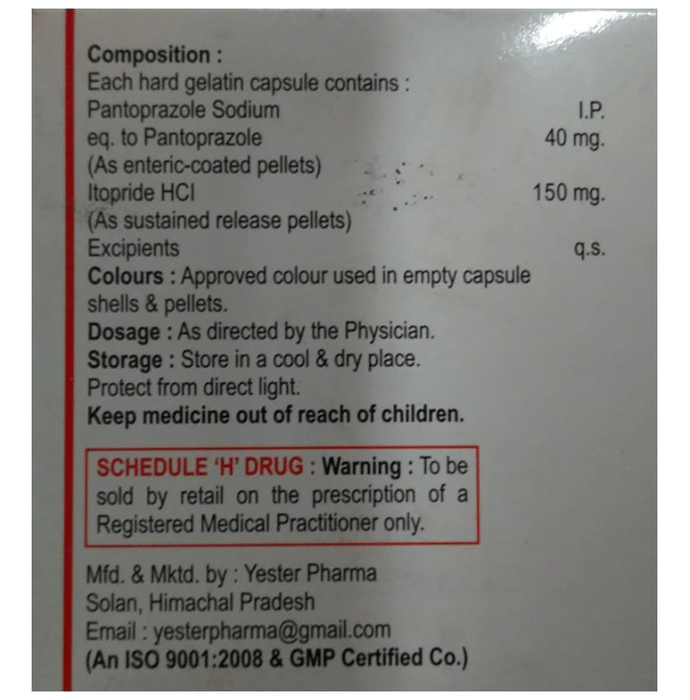 Composition :
Each hard gelatin capsule contains :
Pantoprazole Sodium I.P.
eq. to Pantoprazole 40 mg.
(As enteric-coated pellets)
Itopride HCl 150 mg.
(As sustained release pellets)
Excipients q.s.
Colours : Approved colour used in empty capsule
shells & pellets.
Dosage : As directed by the Physician.
Storage : Store in a cool & dry place.
Protect from direct light.
Keep medicine out of reach of children.
SCHEDULE 'H' DRUG : Warning : To be
sold by retail on the prescription of a
Registered Medical Practitioner only.
Mfd. & Mktd. by : Yester Pharma
Solan, Himachal Pradesh
Email : yesterpharma@gmail.com
(An ISO 9001:2008 & GMP Certified Co.)